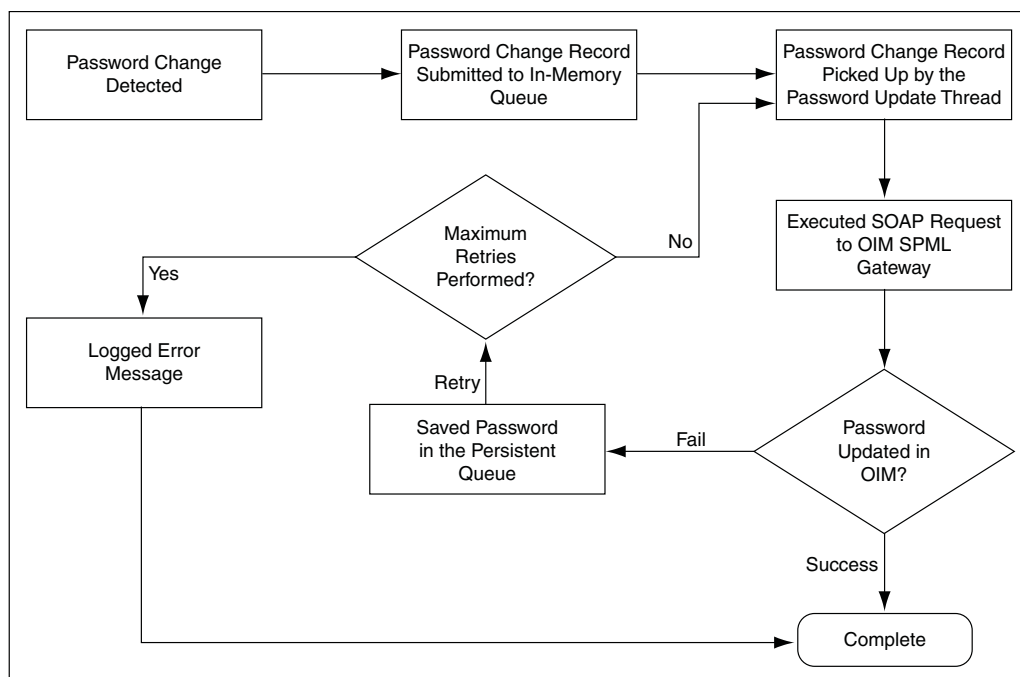 Password Change
Detected
Password Change Record
Submitted to In-Memory
Queue
Password Change Record
Picked Up by the
Password Update Thread
Executed SOAP Request
to OIM SPML
Gateway
Maximum
Retries
Performed?
No
Yes
Logged Error
Message
Retry
Saved Password
in the Persistent
Queue
Fail
Password
Updated in
OIM?
Success
Complete